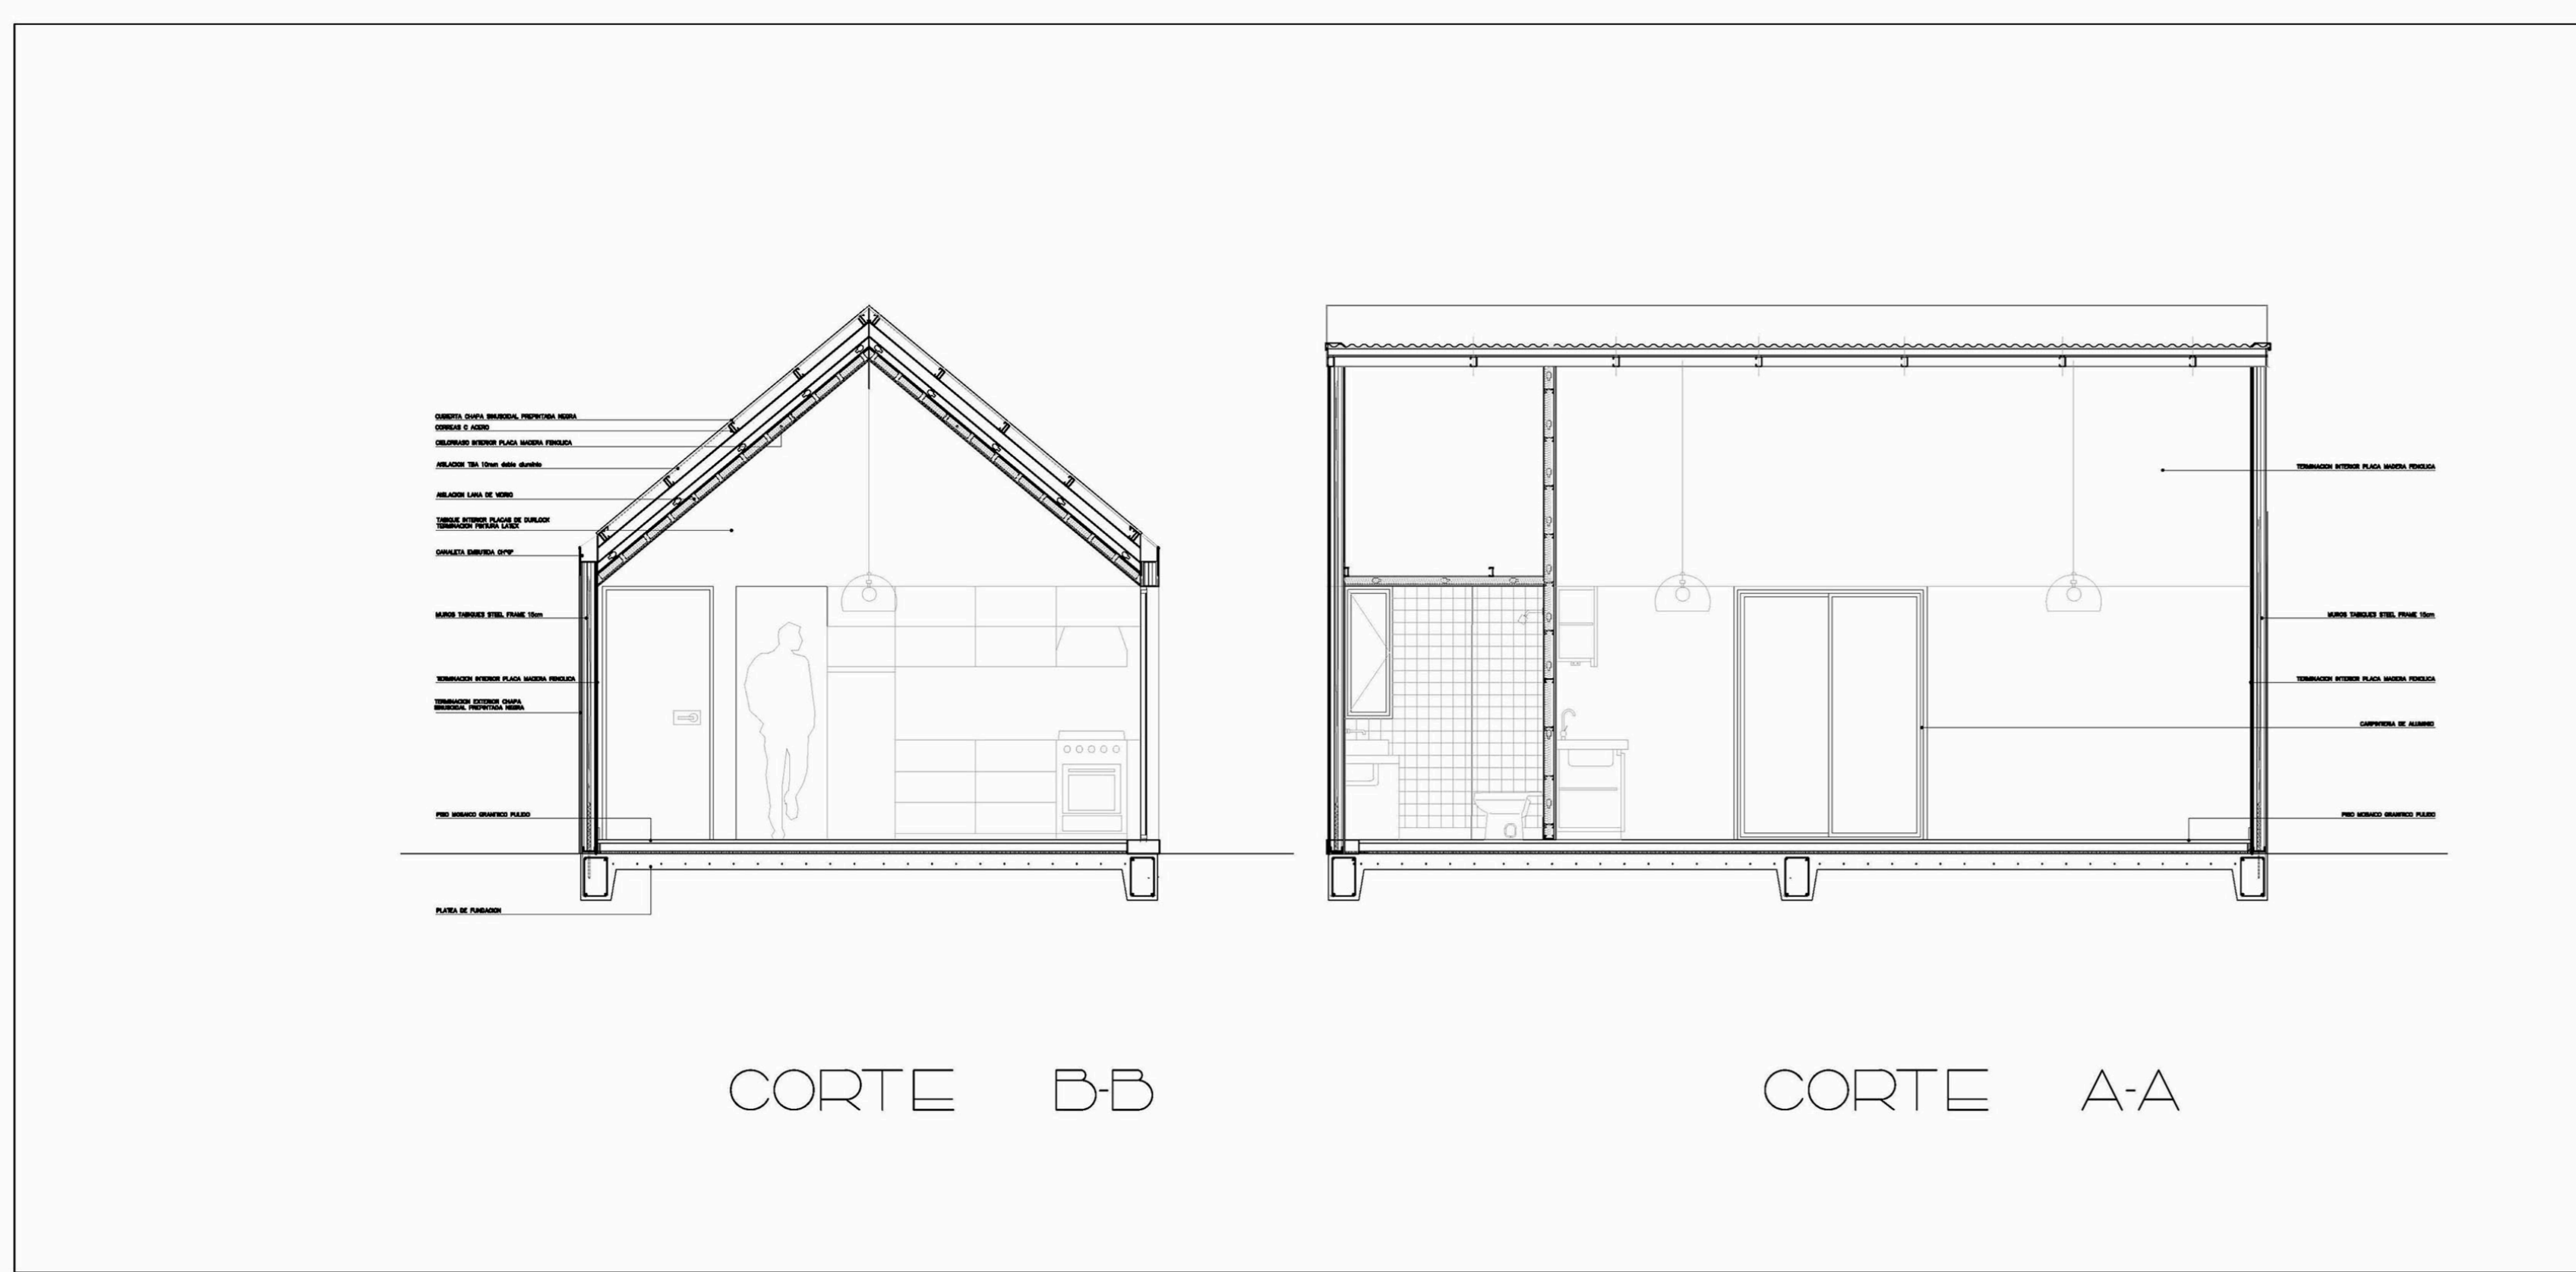 CUBIERTA CHAPA SINUSOIDAL PREPINTADA NEGRA
CORREAS C ACERO
CIELORRASO INTERIOR PLACA MADERA FENOLICA
AISLACION TBA 10mm doble aluminio
AISLACION LANA DE VIDRIO
TABIQUE INTERIOR PLACAS DE DURLOCK
TERMINACION PINTURA LATEX
CANALETA EMBUTIDA
MUROS TABIQUES STEEL FRAME 15cm
TERMINACION INTERIOR PLACA MADERA FENOLICA
TERMINACION EXTERIOR CHAPA
SINUSOIDAL PREPINTADA NEGRA
PISO MOSAICO GRANITICO PULIDO
PLATEA DE FUNDACION
CORTE B-B
TERMINACION INTERIOR PLACA MADERA FENOLICA
MUROS TABIQUES STEEL FRAME 15cm
TERMINACION INTERIOR PLACA MADERA FENOLICA
CARPINTERIA DE ALUMINIO
PISO MOSAICO GRANITICO PULIDO
CORTE A-A